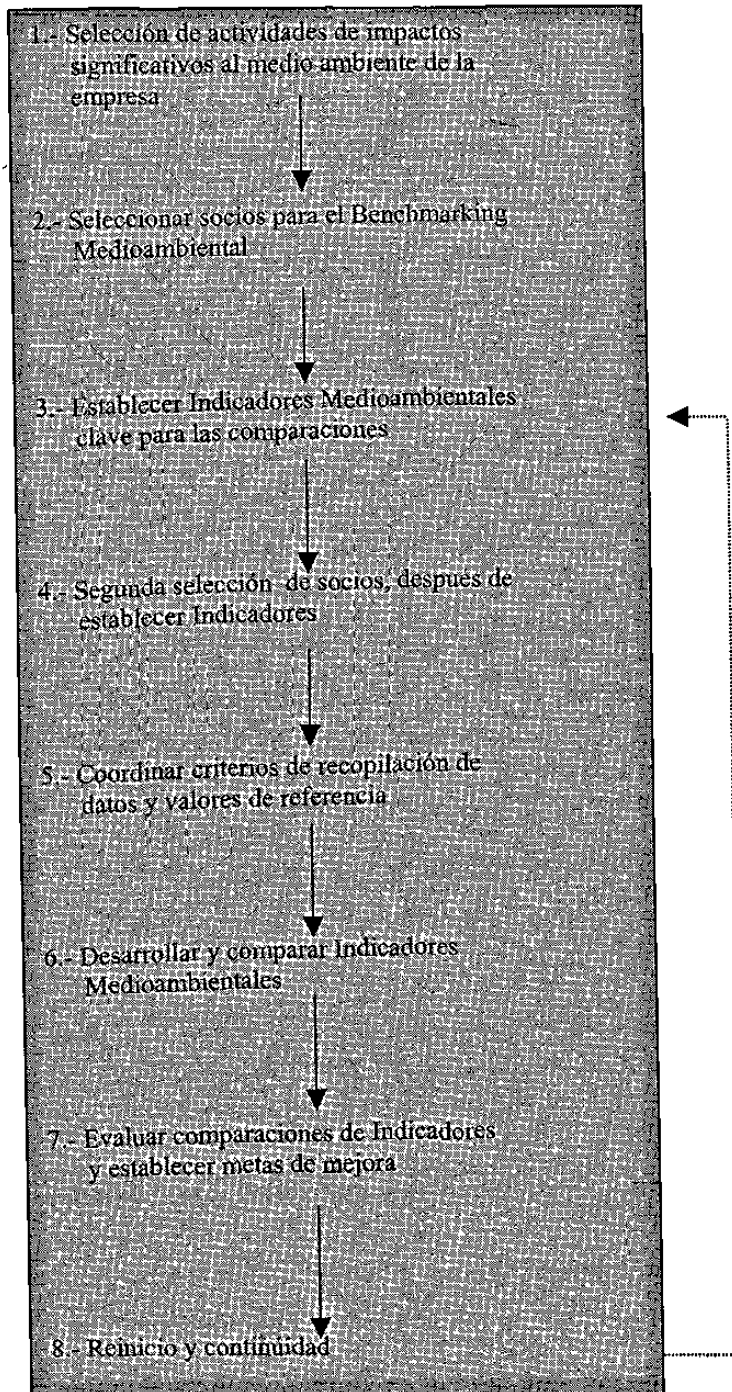 1.- Selección de actividades de impactos
significativos al medio ambiente de la
empresa
2.- Seleccionar socios para el Benchmarking
Medioambiental
3.- Establecer Indicadores Medioambientales
clave para las comparaciones
4.- Segunda selección de socios, después de
establecer Indicadores
5.- Coordinar criterios de recopilación de
datos y valores de referencia
6.- Desarrollar y comparar Indicadores
Medioambientales
7.- Evaluar comparaciones de Indicadores
y establecer metas de mejora
8.- Reinicio y continuidad